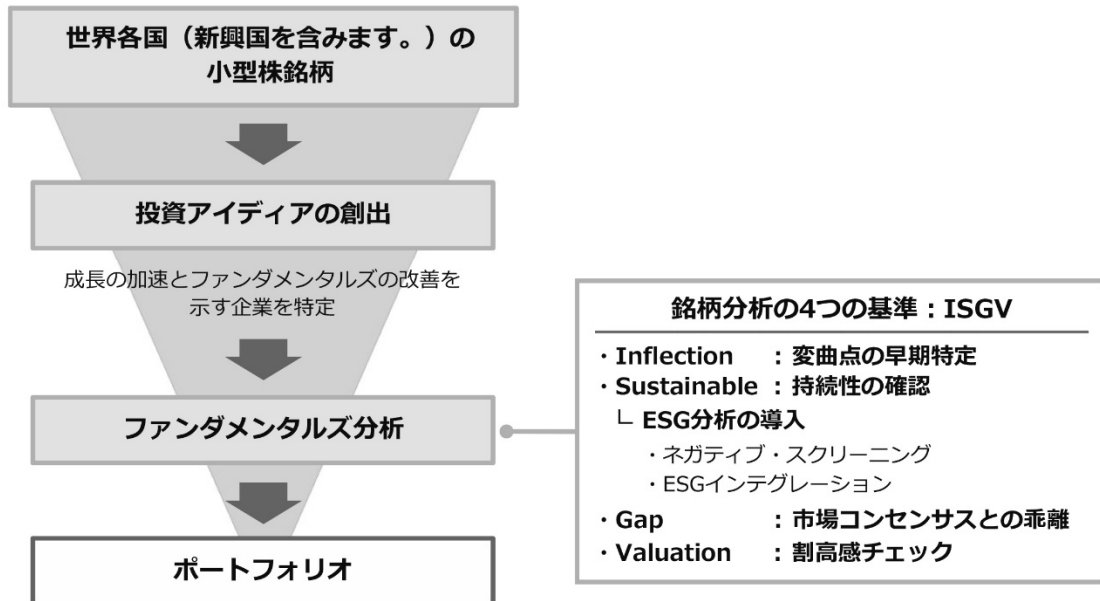 世界各国（新興国を含みます。）の
小型株銘柄
投資アイディアの創出
成長の加速とファンダメンタルズの改善を
示す企業を特定
ファンダメンタルズ分析
ポートフォリオ
銘柄分析の4つの基準：ISGV
・Inflection ：変曲点の早期特定
・Sustainable ：持続性の確認
└ ESG分析の導入
・ネガティブ・スクリーニング
・ESGインテグレーション
・Gap ：市場コンセンサスとの乖離
・Valuation ：割高感チェック